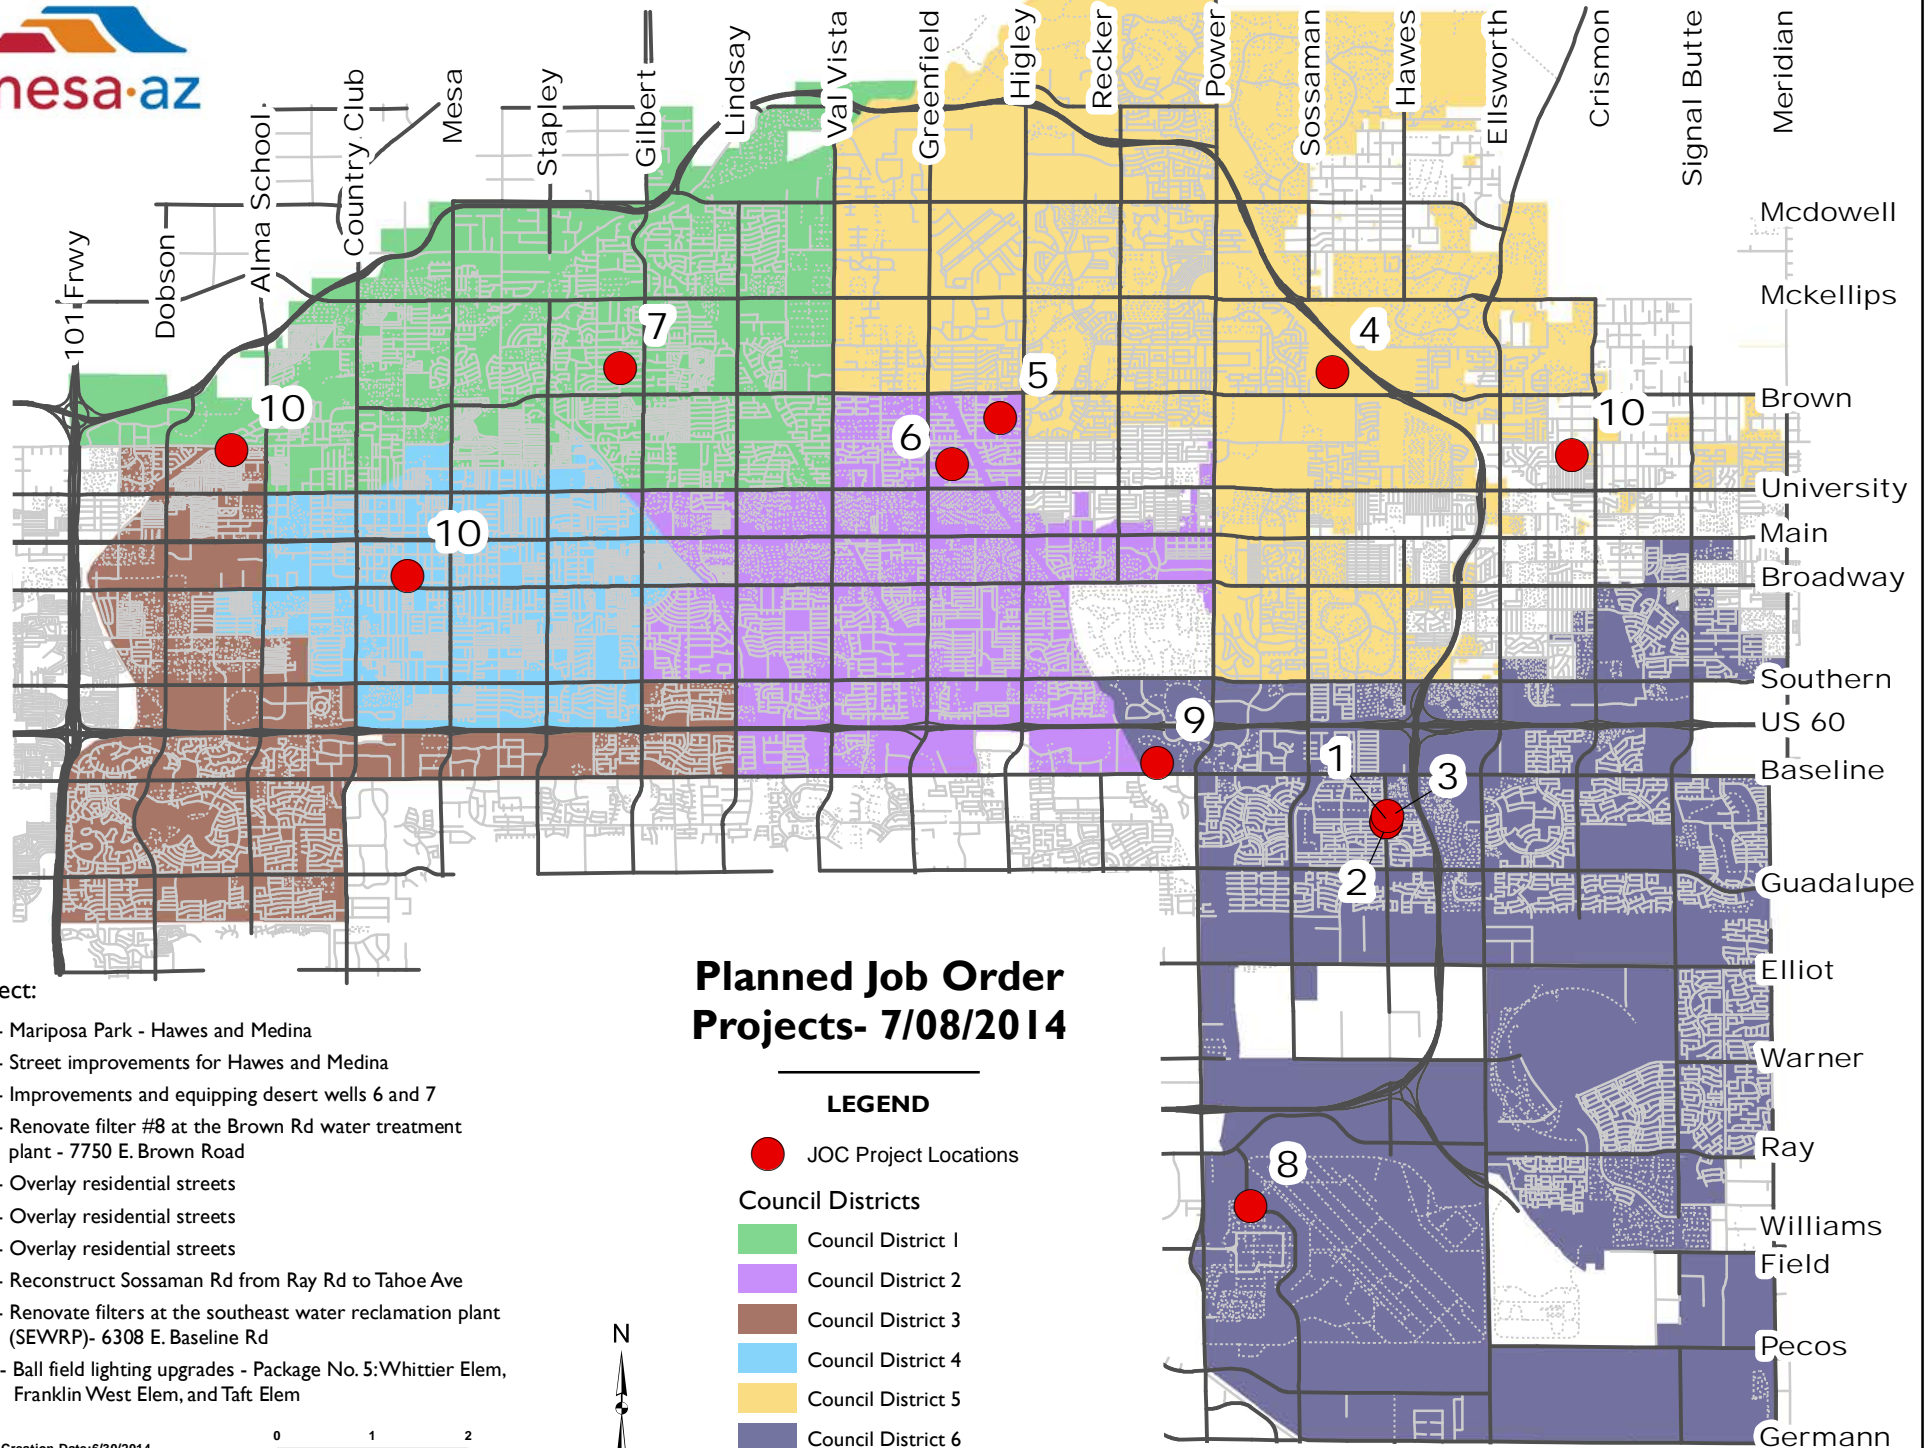 mesa·az
101 Frwy
Dobson
Alma School
Country Club
Mesa
Stapley
Gilbert
Lindsay
Val Vista
Greenfield
Higley
Recker
Power
Sossaman
Hawes
Ellsworth
Crismon
Signal Butte
Meridian
Mcdowell
Mckellips
Brown
University
Main
Broadway
Southern
US 60
Baseline
Guadalupe
Elliot
Warner
Ray
Williams
Field
Pecos
Germann
7
4
5
10
10
6
10
9
1
3
2
8
Planned Job Order
Projects- 7/08/2014
LEGEND
JOC Project Locations
Council Districts
Council District 1
Council District 2
Council District 3
Council District 4
Council District 5
Council District 6
ect:
- Mariposa Park - Hawes and Medina
- Street improvements for Hawes and Medina
- Improvements and equipping desert wells 6 and 7
- Renovate filter #8 at the Brown Rd water treatment
plant - 7750 E. Brown Road
- Overlay residential streets
- Overlay residential streets
- Overlay residential streets
- Reconstruct Sossaman Rd from Ray Rd to Tahoe Ave
- Renovate filters at the southeast water reclamation plant
(SEWRP)- 6308 E. Baseline Rd
- Ball field lighting upgrades - Package No. 5: Whittier Elem,
Franklin West Elem, and Taft Elem
Creation Date: 6/30/2014
0 1 2
N